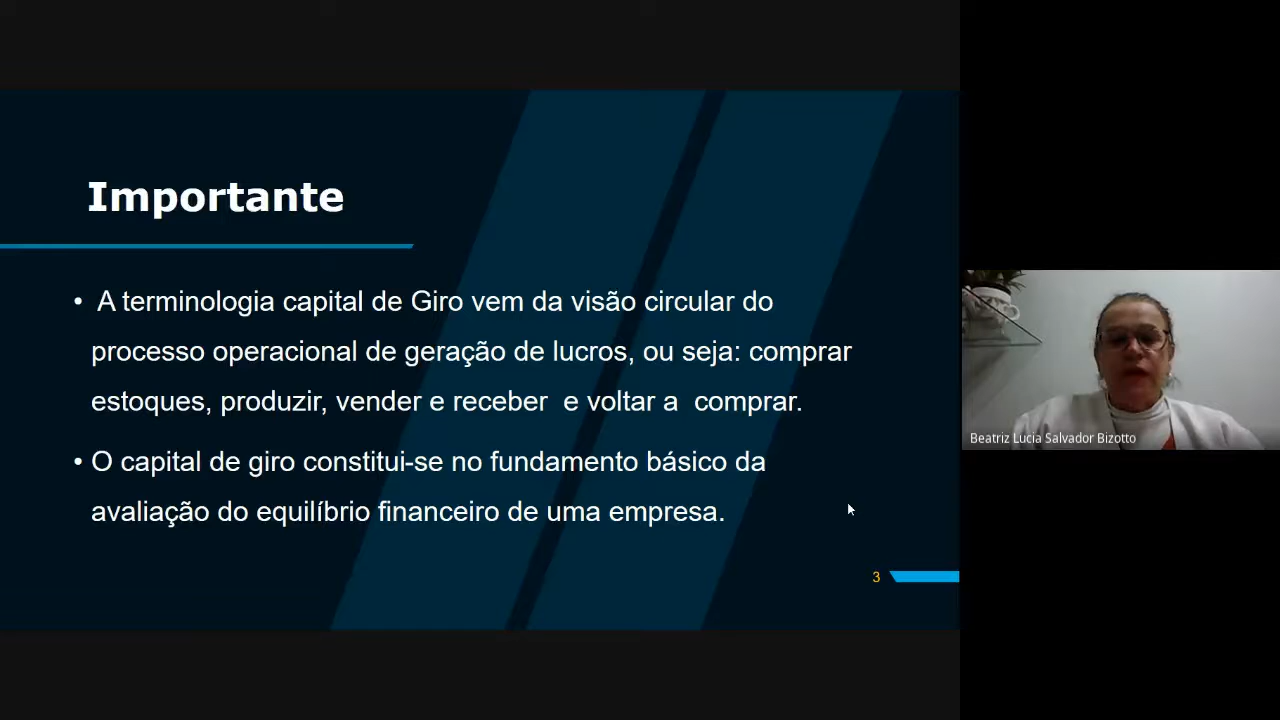 Importante
• A terminologia capital de Giro vem da visão circular do
processo operacional de geração de lucros, ou seja: comprar
estoques, produzir, vender e receber  e voltar a  comprar.
• O capital de giro constitui-se no fundamento básico da
avaliação do equilíbrio financeiro de uma empresa.
3
Beatriz Lucia Salvador Bizotto